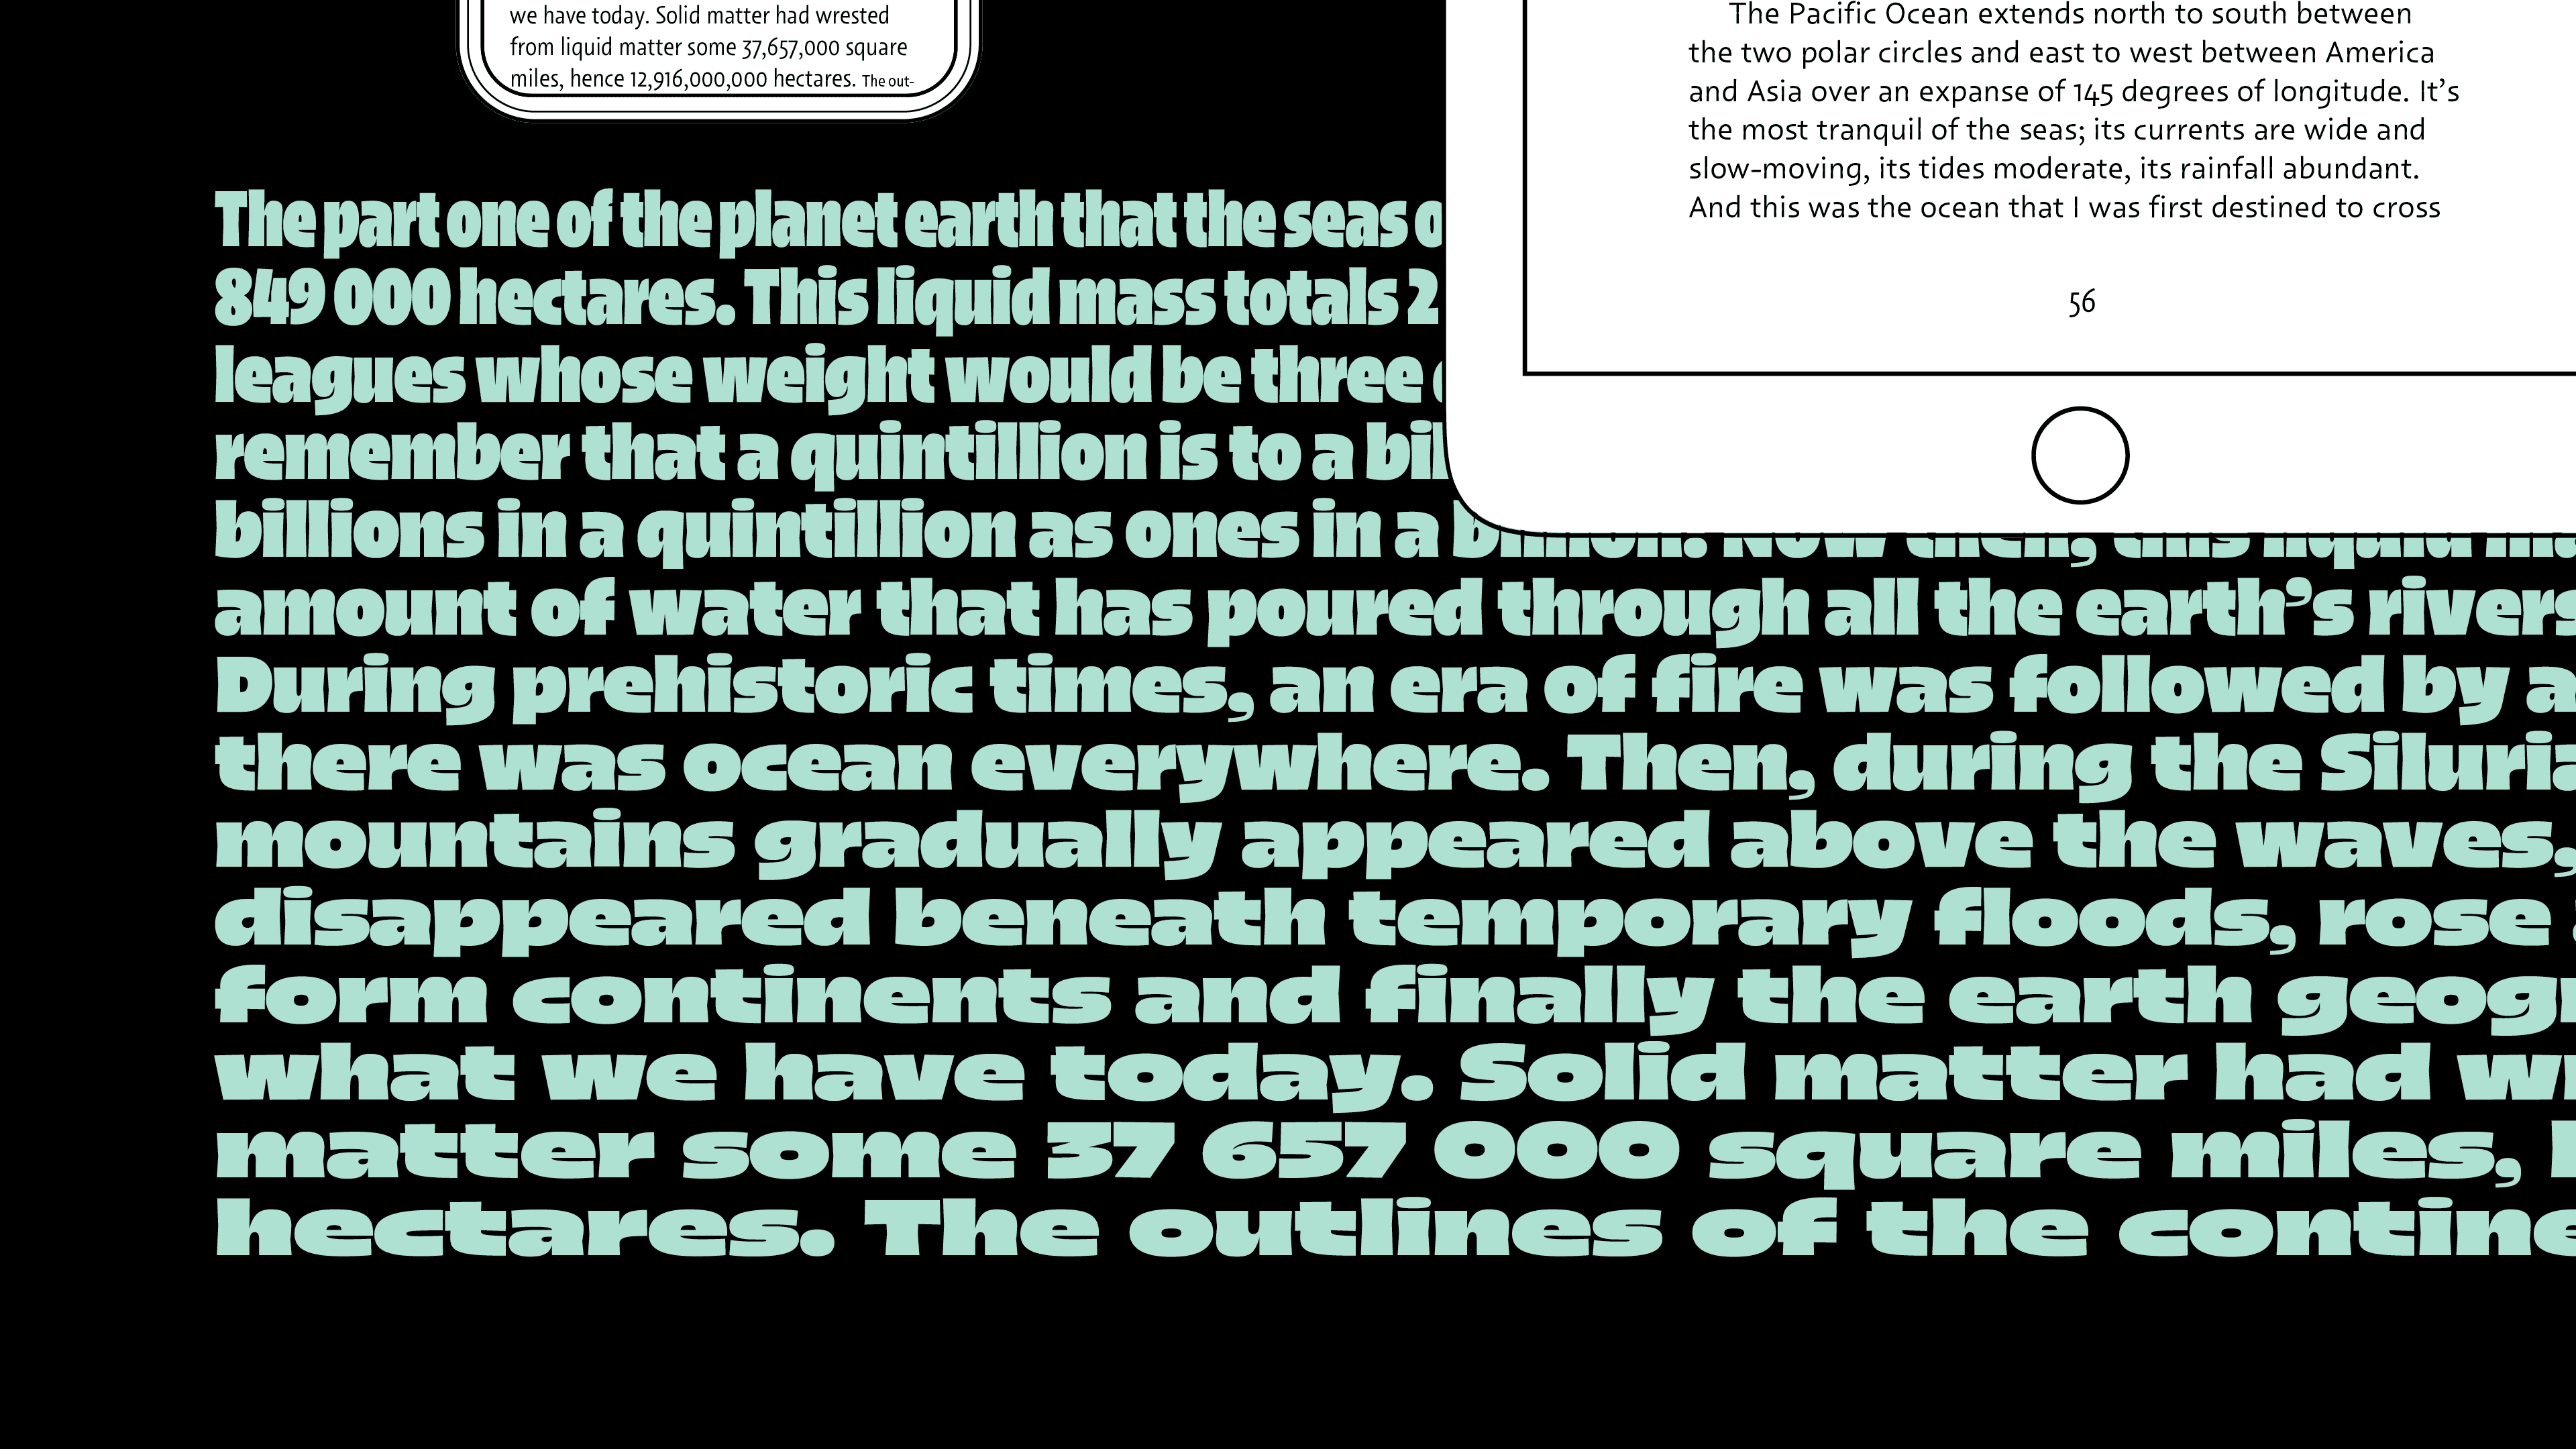 we have today. Solid matter had wrested
from liquid matter some 37,657,000 square
miles, hence 12,916,000,000 hectares. The out-
The Pacific Ocean extends north to south between
the two polar circles and east to west between America
and Asia over an expanse of 145 degrees of longitude. It’s
the most tranquil of the seas; its currents are wide and
slow-moving, its tides moderate, its rainfall abundant.
And this was the ocean that I was first destined to cross
56
The part one of the planet earth that the seas
849 000 hectares. This liquid mass totals 2
leagues whose weight would be three
remember that a quintillion is to a bil
billions in a quintillion as ones in a billion. Now then, this liquid
amount of water that has poured through all the earth’s rivers
During prehistoric times, an era of fire was followed by a
there was ocean everywhere. Then, during the Siluria
mountains gradually appeared above the waves,
disappeared beneath temporary floods, rose
form continents and finally the earth geogr
what we have today. Solid matter had wr
matter some 37 657 000 square miles,
hectares. The outlines of the contine